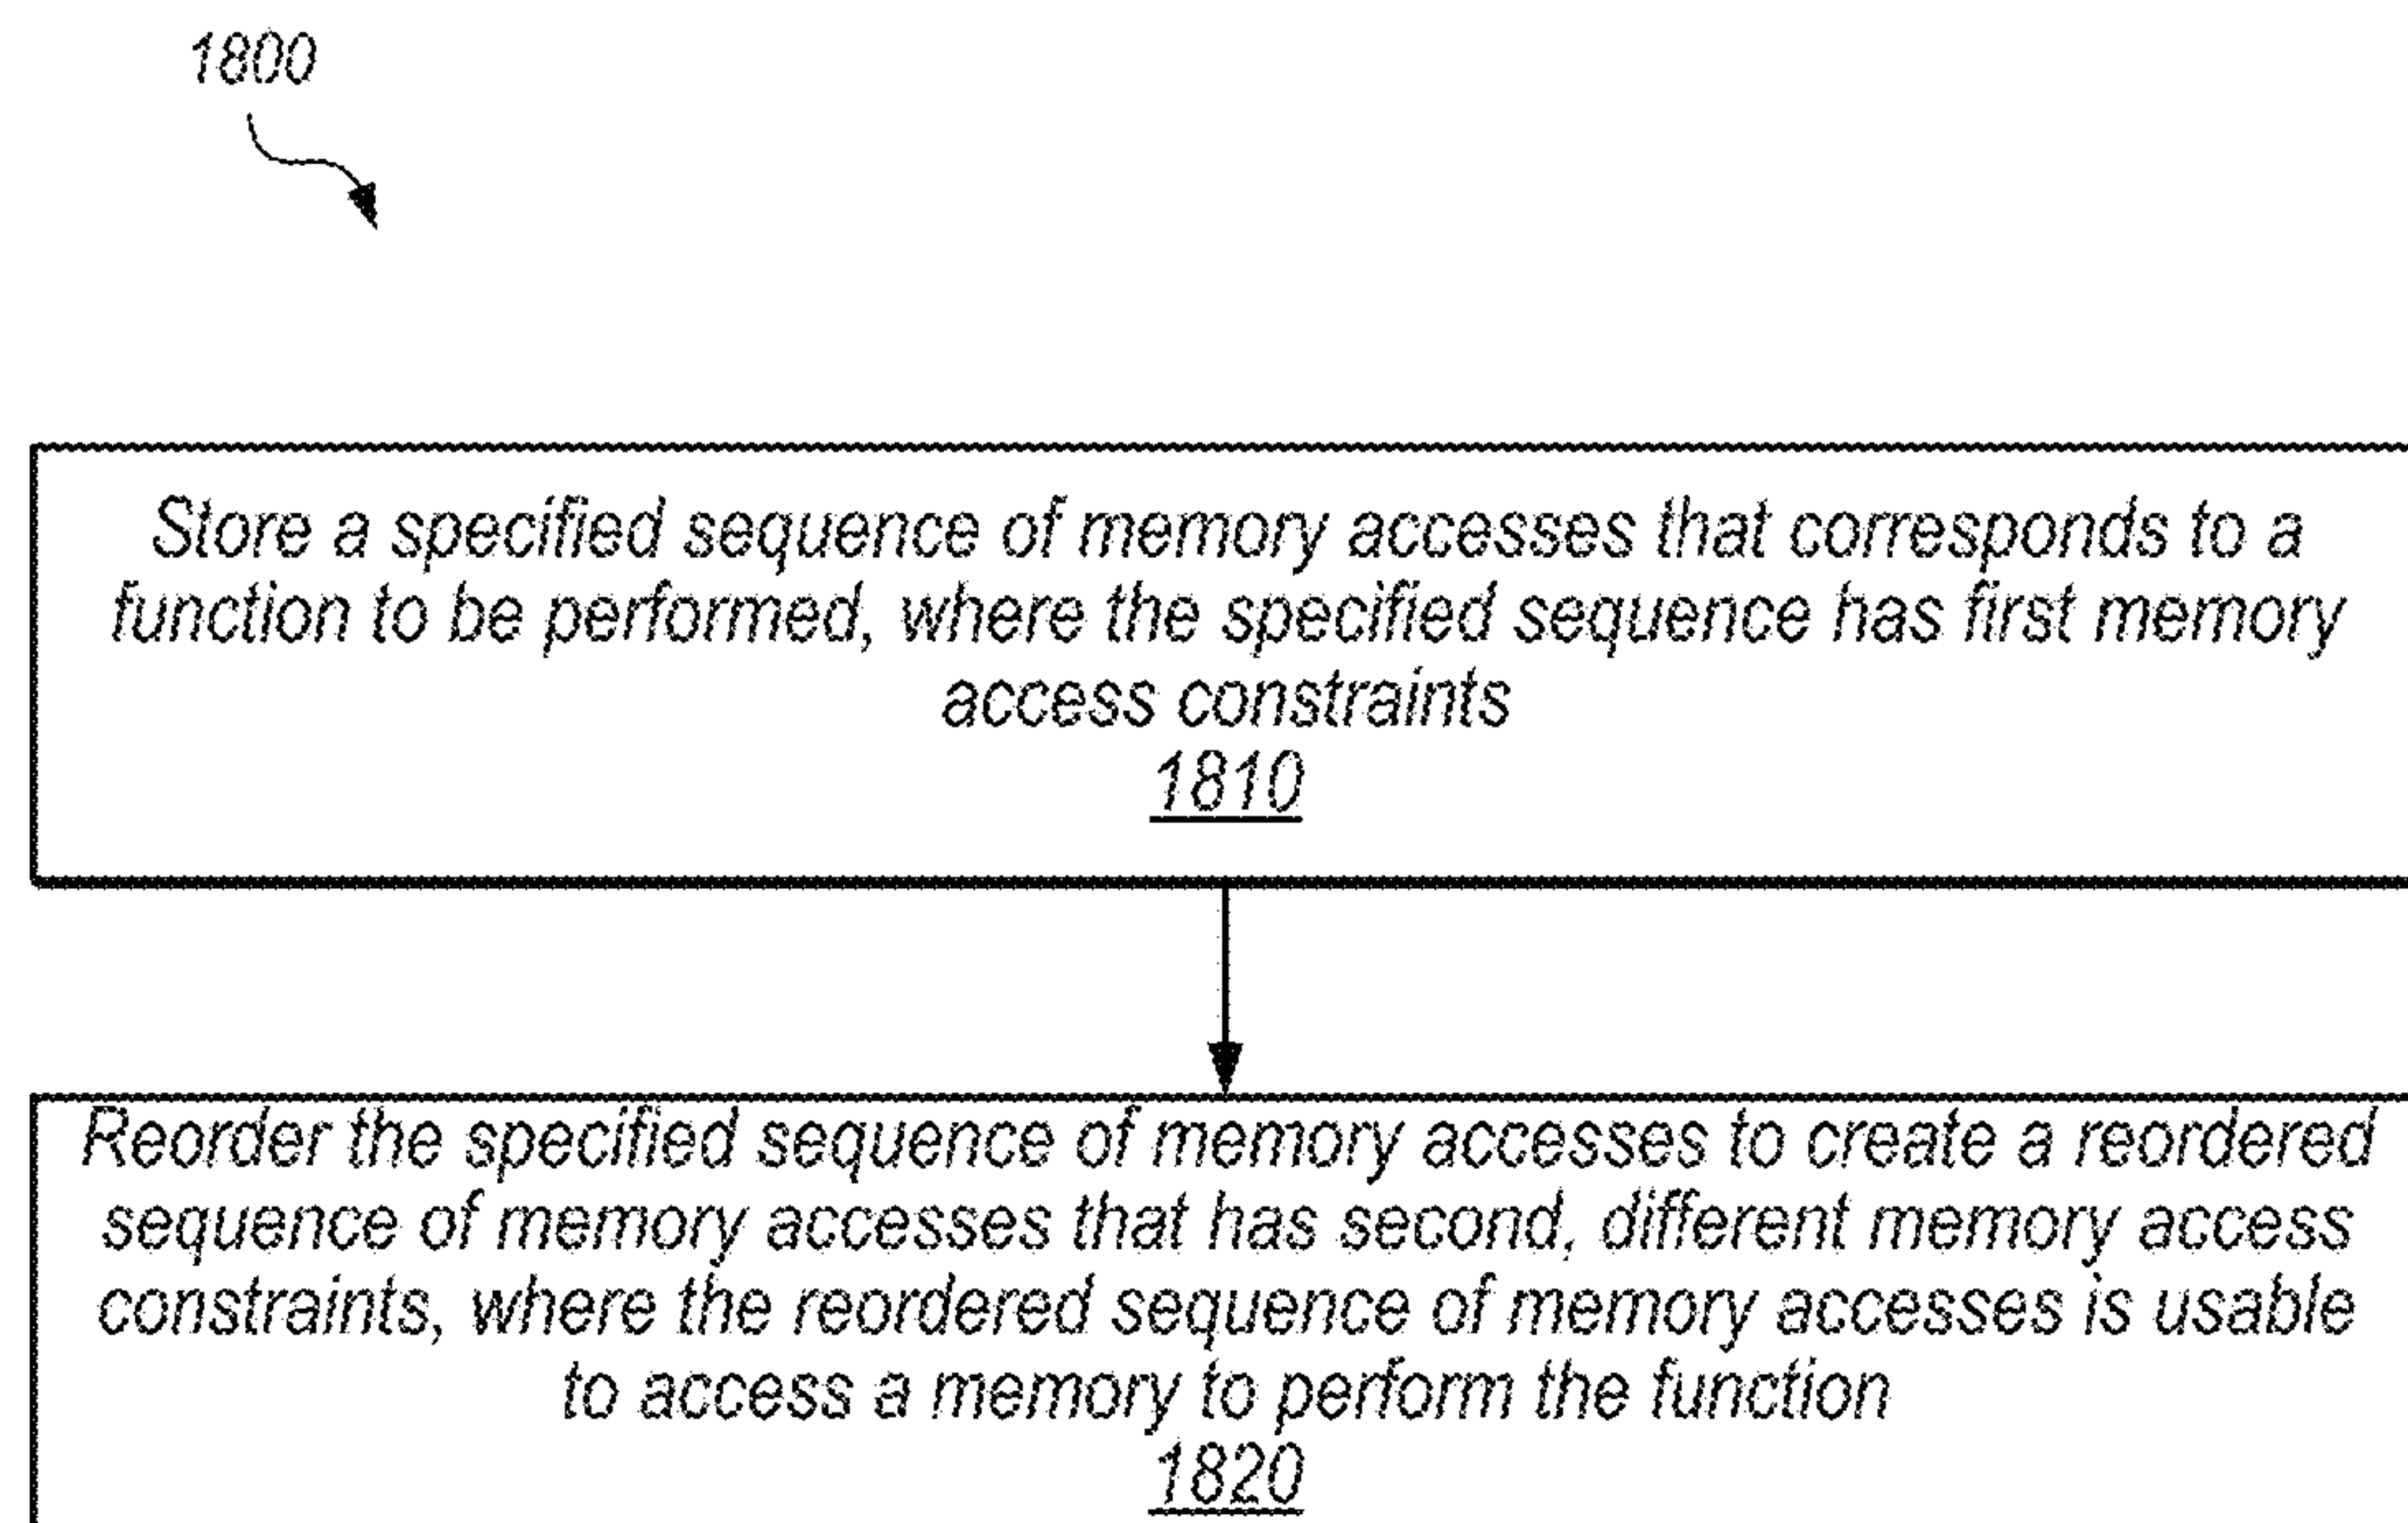 1800
Store a specified sequence of memory accesses that corresponds to a
function to be performed, where the specified sequence has first memory
access constraints
1810
Reorder the specified sequence of memory accesses to create a reordered
sequence of memory accesses that has second, different memory access
constraints, where the reordered sequence of memory accesses is usable
to access a memory to perform the function
1820